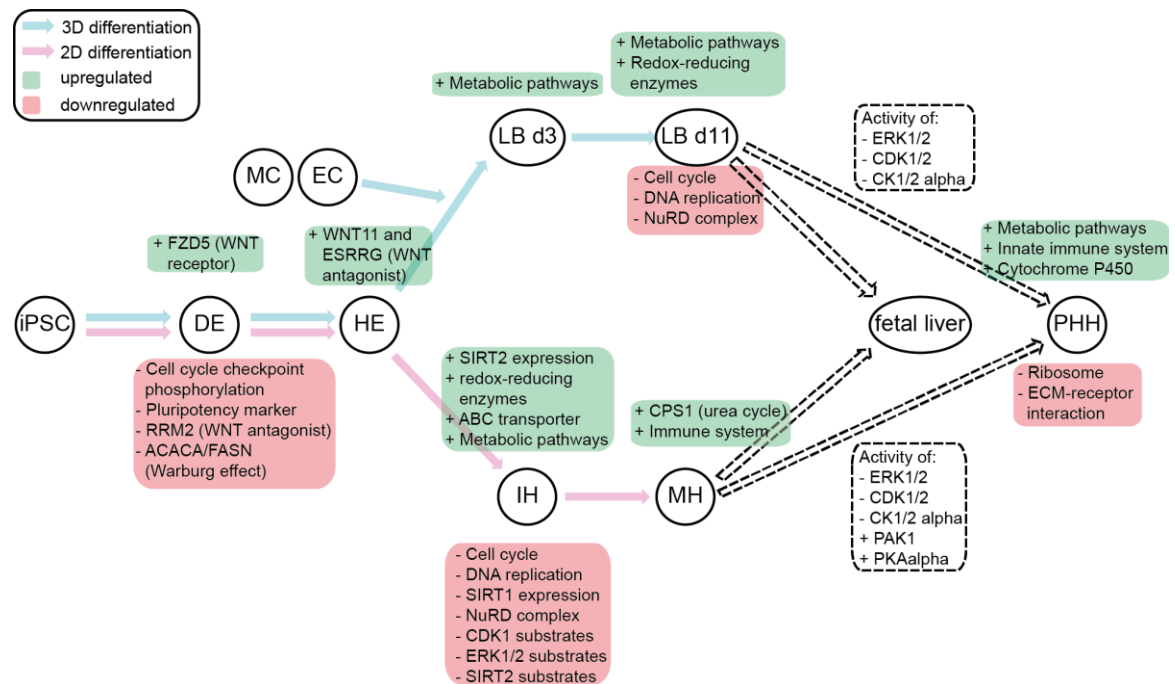 3D differentiation
2D differentiation
upregulated
downregulated
+ Metabolic pathways
+ Metabolic pathways
+ Redox-reducing
enzymes
LB d3
LB d11
Activity of:
- ERK1/2
- CDK1/2
- CK1/2 alpha
MC
EC
- Cell cycle
- DNA replication
- NuRD complex
+ FZD5 (WNT
receptor)
+ WNT11 and
ESRRG (WNT
antagonist)
+ Metabolic pathways
+ Innate immune system
+ Cytochrome P450
iPSC
DE
HE
fetal liver
PHH
- Cell cycle checkpoint
phosphorylation
- Pluripotency marker
- RRM2 (WNT antagonist)
- ACACA/FASN
(Warburg effect)
+ SIRT2 expression
+ redox-reducing
enzymes
+ ABC transporter
+ Metabolic pathways
+ CPS1 (urea cycle)
+ Immune system
- Ribosome
- ECM-receptor
interaction
IH
MH
Activity of:
- ERK1/2
- CDK1/2
- CK1/2 alpha
+ PAK1
+ PKAalpha
- Cell cycle
- DNA replication
- SIRT1 expression
- NuRD complex
- CDK1 substrates
- ERK1/2 substrates
- SIRT2 substrates